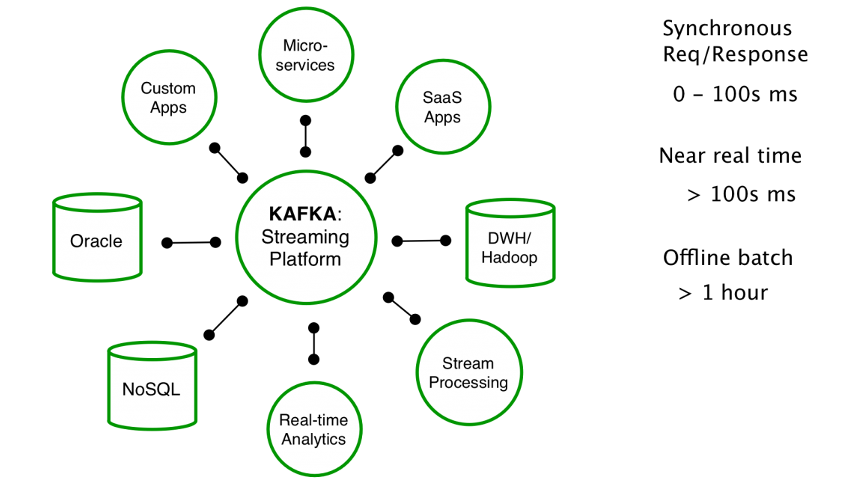 Micro-
services
Custom
Apps
SaaS
Apps
KAFKA:
Streaming
Platform
Oracle
DWH/
Hadoop
NoSQL
Real-time
Analytics
Stream
Processing
Synchronous
Req/Response
0 – 100s ms
Near real time
> 100s ms
Offline batch
> 1 hour